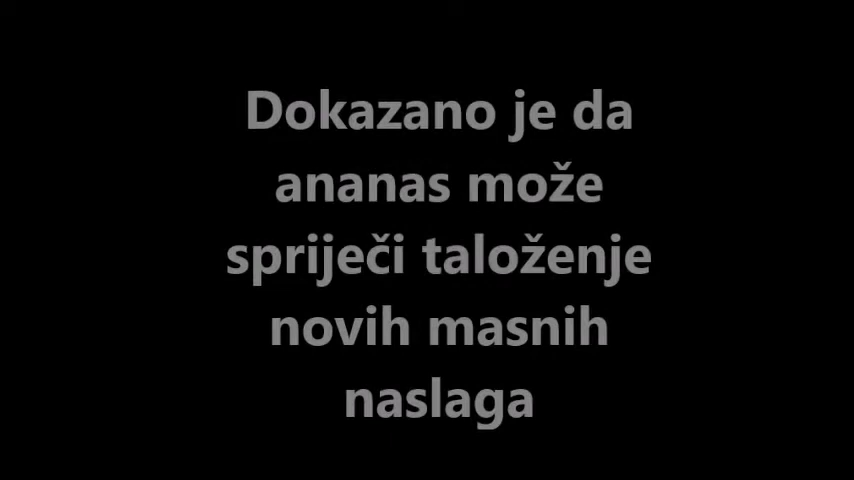 Dokazano je da
ananas može
spriječi taloženje
novih masnih
naslaga